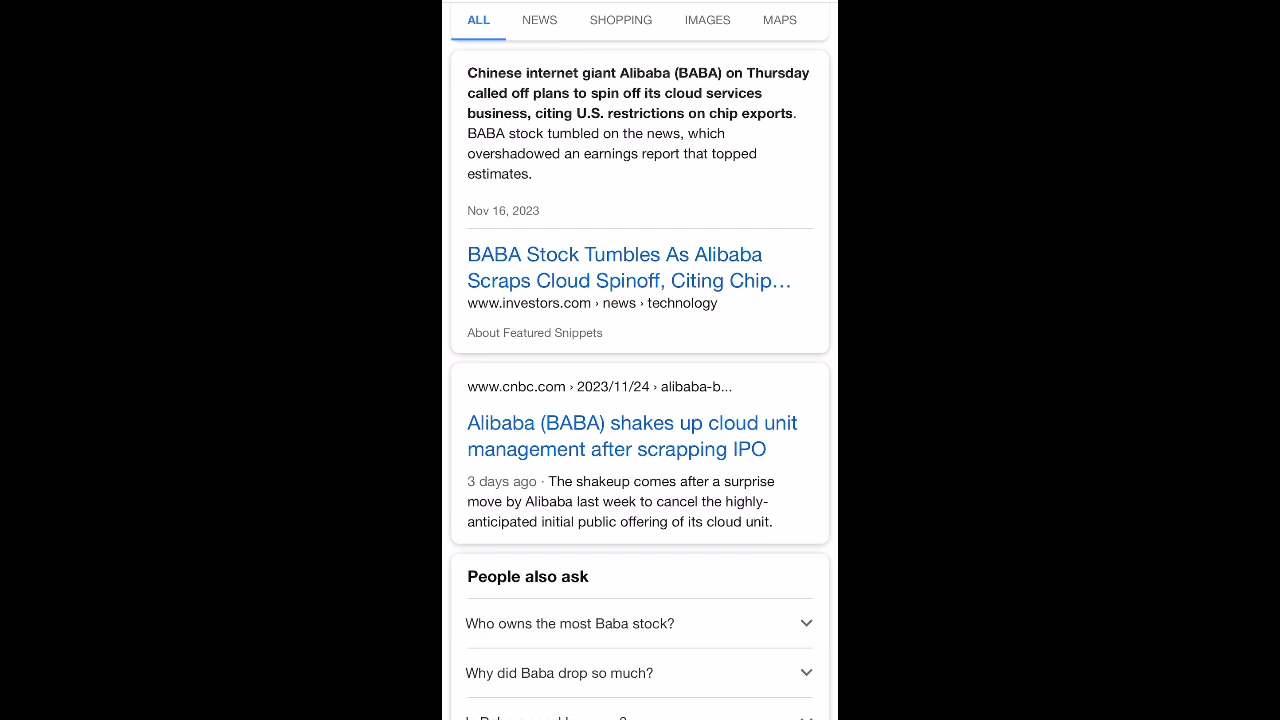 ALL NEWS SHOPPING IMAGES MAPS
Chinese internet giant Alibaba (BABA) on Thursday
called off plans to spin off its cloud services
business, citing U.S. restrictions on chip exports.
BABA stock tumbled on the news, which
overshadowed an earnings report that topped
estimates.
Nov 16, 2023
BABA Stock Tumbles As Alibaba
Scraps Cloud Spinoff, Citing Chip...
www.investors.com › news › technology
About Featured Snippets
www.cnbc.com › 2023/11/24 › alibaba-b...
Alibaba (BABA) shakes up cloud unit
management after scrapping IPO
3 days ago · The shakeup comes after a surprise
move by Alibaba last week to cancel the highly-
anticipated initial public offering of its cloud unit.
People also ask
Who owns the most Baba stock?
Why did Baba drop so much?